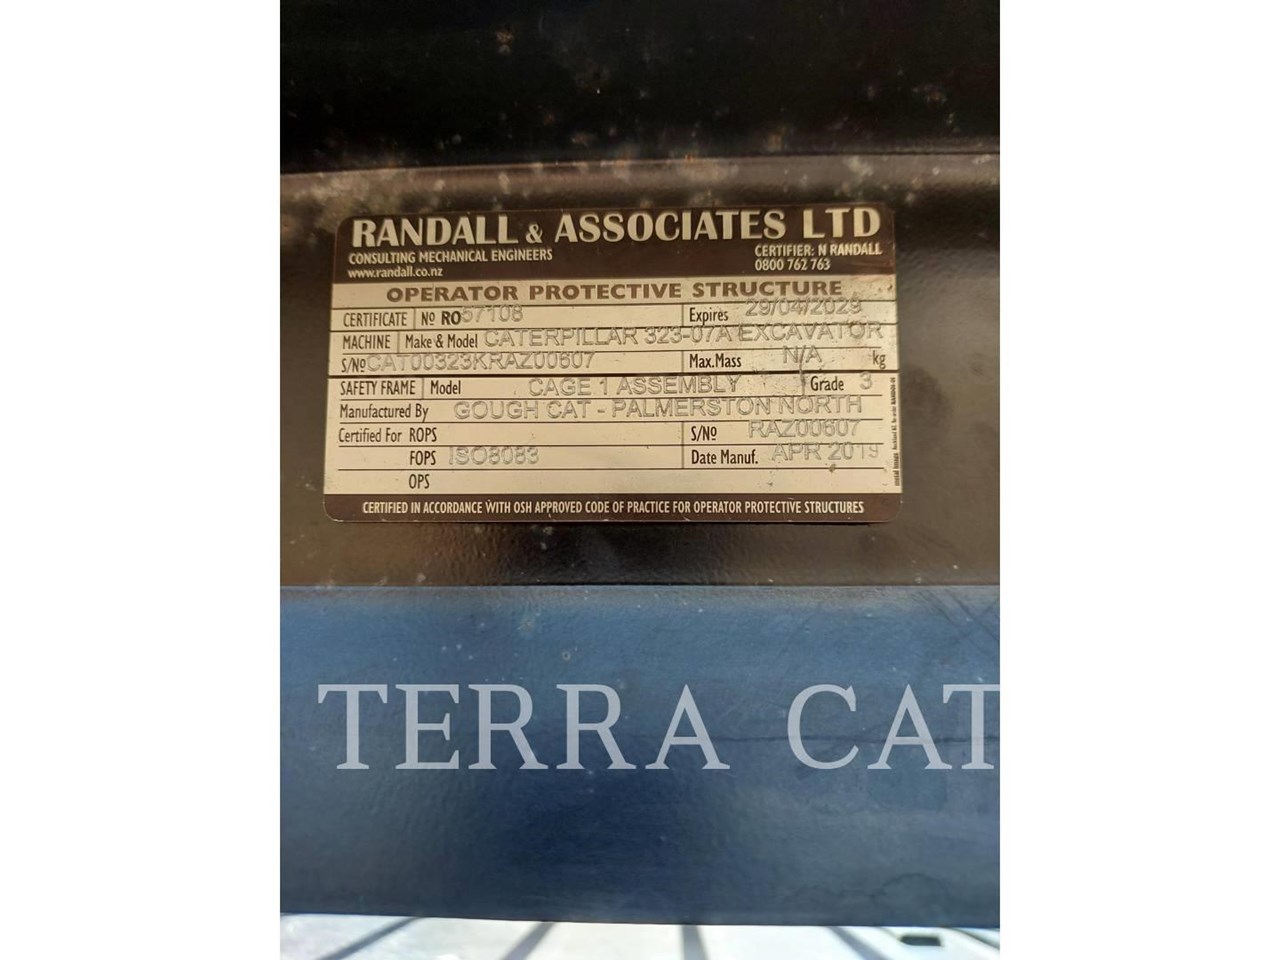 RANDALL & ASSOCIATES LTD
CONSULTING MECHANICAL ENGINEERS
CERTIFIER: N RANDALL
www.randall.co.nz
0800 762 763
OPERATOR PROTECTIVE STRUCTURE
CERTIFICATE Nº RO57108 Expires 29/04/2029
MACHINE Make & Model CATERPILLAR 323-07A EXCAVATOR
S/Nº CAT00323KRAZ00607 Max.Mass N/A kg
SAFETY FRAME Model CAGE 1 ASSEMBLY Grade 3
Manufactured By GOUGH CAT - PALMERSTON NORTH
Certified For ROPS S/Nº RAZ00607
FOPS ISO8083 Date Manuf. APR 2019
OPS
CERTIFIED IN ACCORDANCE WITH OSH APPROVED CODE OF PRACTICE FOR OPERATOR PROTECTIVE STRUCTURES
TERRA CAT